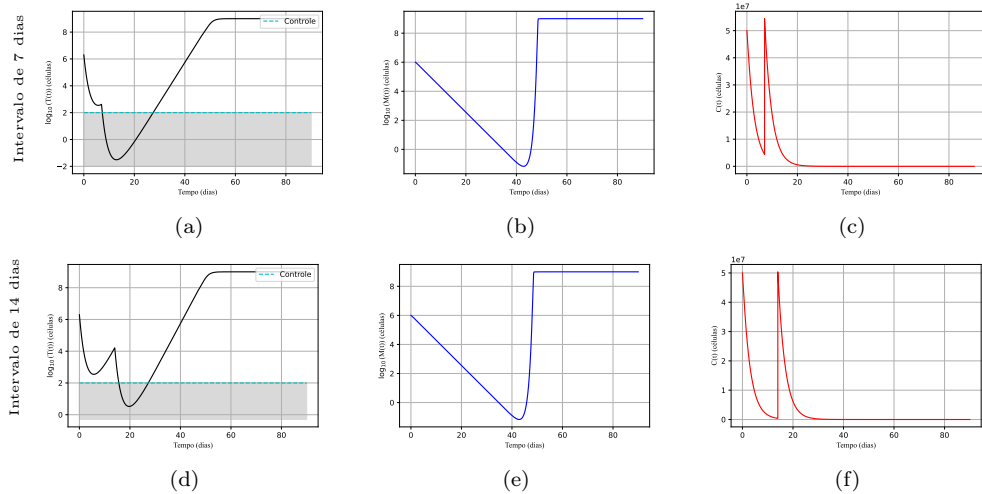 Intervalo de 7 dias
log10(T(t)) (células)
8
6
4
2
0
−2
Controle
0 20 40 60 80
Tempo (dias)
(a)
log10(M(t)) (células)
8
6
4
2
0
0 20 40 60 80
Tempo (dias)
(b)
1e7
C(t) (células)
5
4
3
2
1
0
0 20 40 60 80
Tempo (dias)
(c)
Intervalo de 14 dias
log10(T(t)) (células)
8
6
4
2
0
Controle
0 20 40 60 80
Tempo (dias)
(d)
log10(M(t)) (células)
8
6
4
2
0
0 20 40 60 80
Tempo (dias)
(e)
1e7
C(t) (células)
5
4
3
2
1
0
0 20 40 60 80
Tempo (dias)
(f)